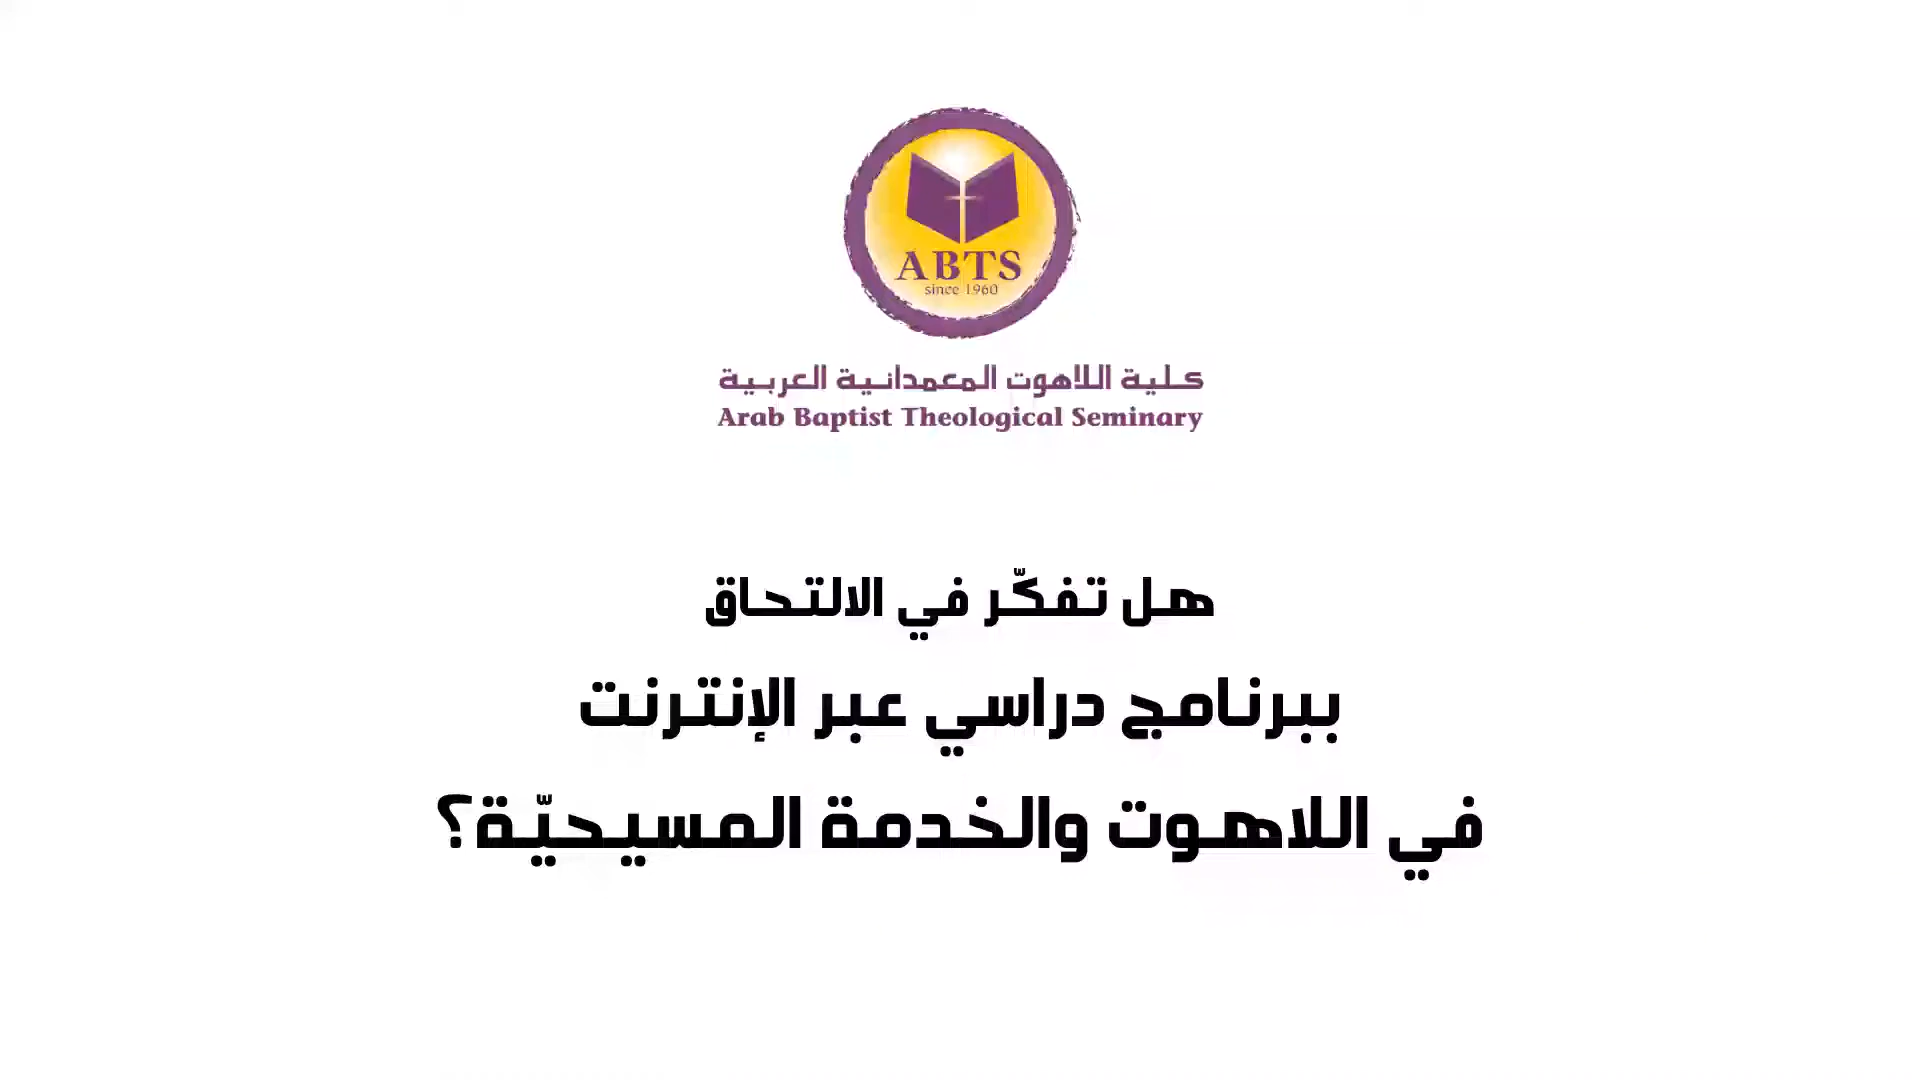 ABTS
since 1960
كلية اللاهوت المعمدانية العربية
Arab Baptist Theological Seminary
هل تفكّر في الالتحاق
ببرنامج دراسي عبر الإنترنت
في اللاهوت والخدمة المسيحيّة؟